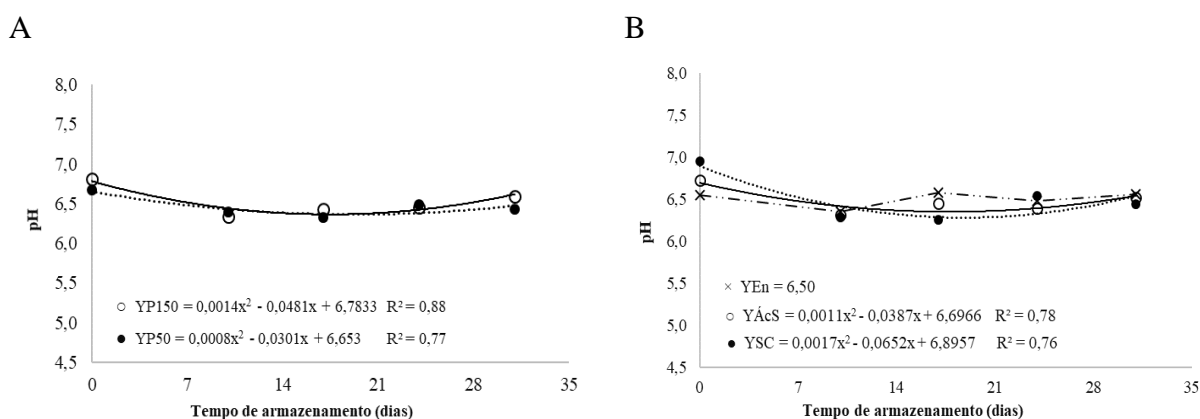 A
8,0
7,5
7,0
6,5
6,0
5,5
5,0
4,5
pH
YP150 = 0,0014x² - 0,0481x + 6,7833 R² = 0,88
YP50 = 0,0008x² - 0,0301x + 6,653 R² = 0,77
0 7 14 21 28 35
Tempo de armazenamento (dias)
B
8,0
7,5
7,0
6,5
6,0
5,5
5,0
4,5
pH
YEn = 6,50
YÁcS = 0,0011x² - 0,0387x + 6,6966 R² = 0,78
YSC = 0,0017x² - 0,0652x + 6,8957 R² = 0,76
0 7 14 21 28 35
Tempo de armazenamento (dias)